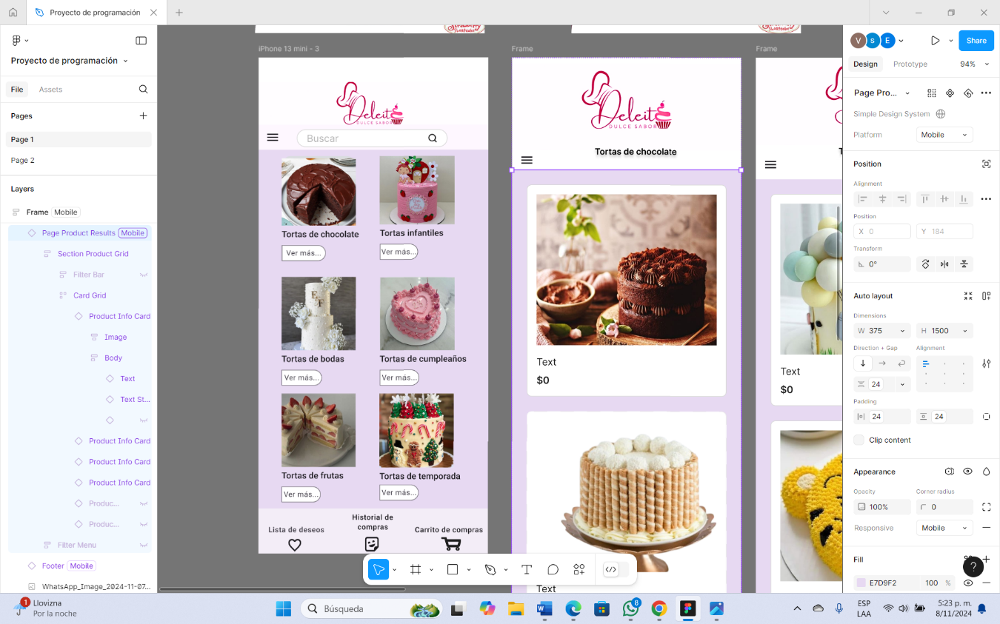 Proyecto de programación
Proyecto de programación
File
Assets
Pages
Page 1
Page 2
Layers
Frame
Mobile
Page Product Results
Mobile
Section Product Grid
Filter Bar
Card Grid
Product Info Card
Image
Body
Text
Text St...
Product Info Card
Product Info Card
Product Info Card
Produc...
Produc...
Filter Menu
Footer
Mobile
WhatsApp_Image_2024-11-07...
iPhone 13 mini - 3
Deleite
DULCE SABOR
Buscar
Tortas de chocolate
Tortas infantiles
Ver más...
Ver más...
Tortas de bodas
Tortas de cumpleaños
Ver más...
Ver más...
Tortas de frutas
Tortas de temporada
Ver más...
Ver más...
Lista de deseos
Historial de
compras
Carrito de compras
Frame
Deleite
DULCE SABOR
Tortas de chocolate
Text
$0
Text
Frame
Text
$0
V
s
E
Share
Design
Prototype
94%
Page Pro...
Simple Design System
Platform
Mobile
Position
Alignment
Position
X 0
Y 184
Transform
0°
Auto layout
Dimensions
W 375
H 1500
Direction + Gap
Alignment
24
Padding
24
24
Clip content
Appearance
Opacity
Corner radius
100%
0
Responsive
Mobile
Fill
E7D9F2
100
%
?
1
Llovizna
Por la noche
Búsqueda
8
ESP
LAA
5:23 p. m.
8/11/2024